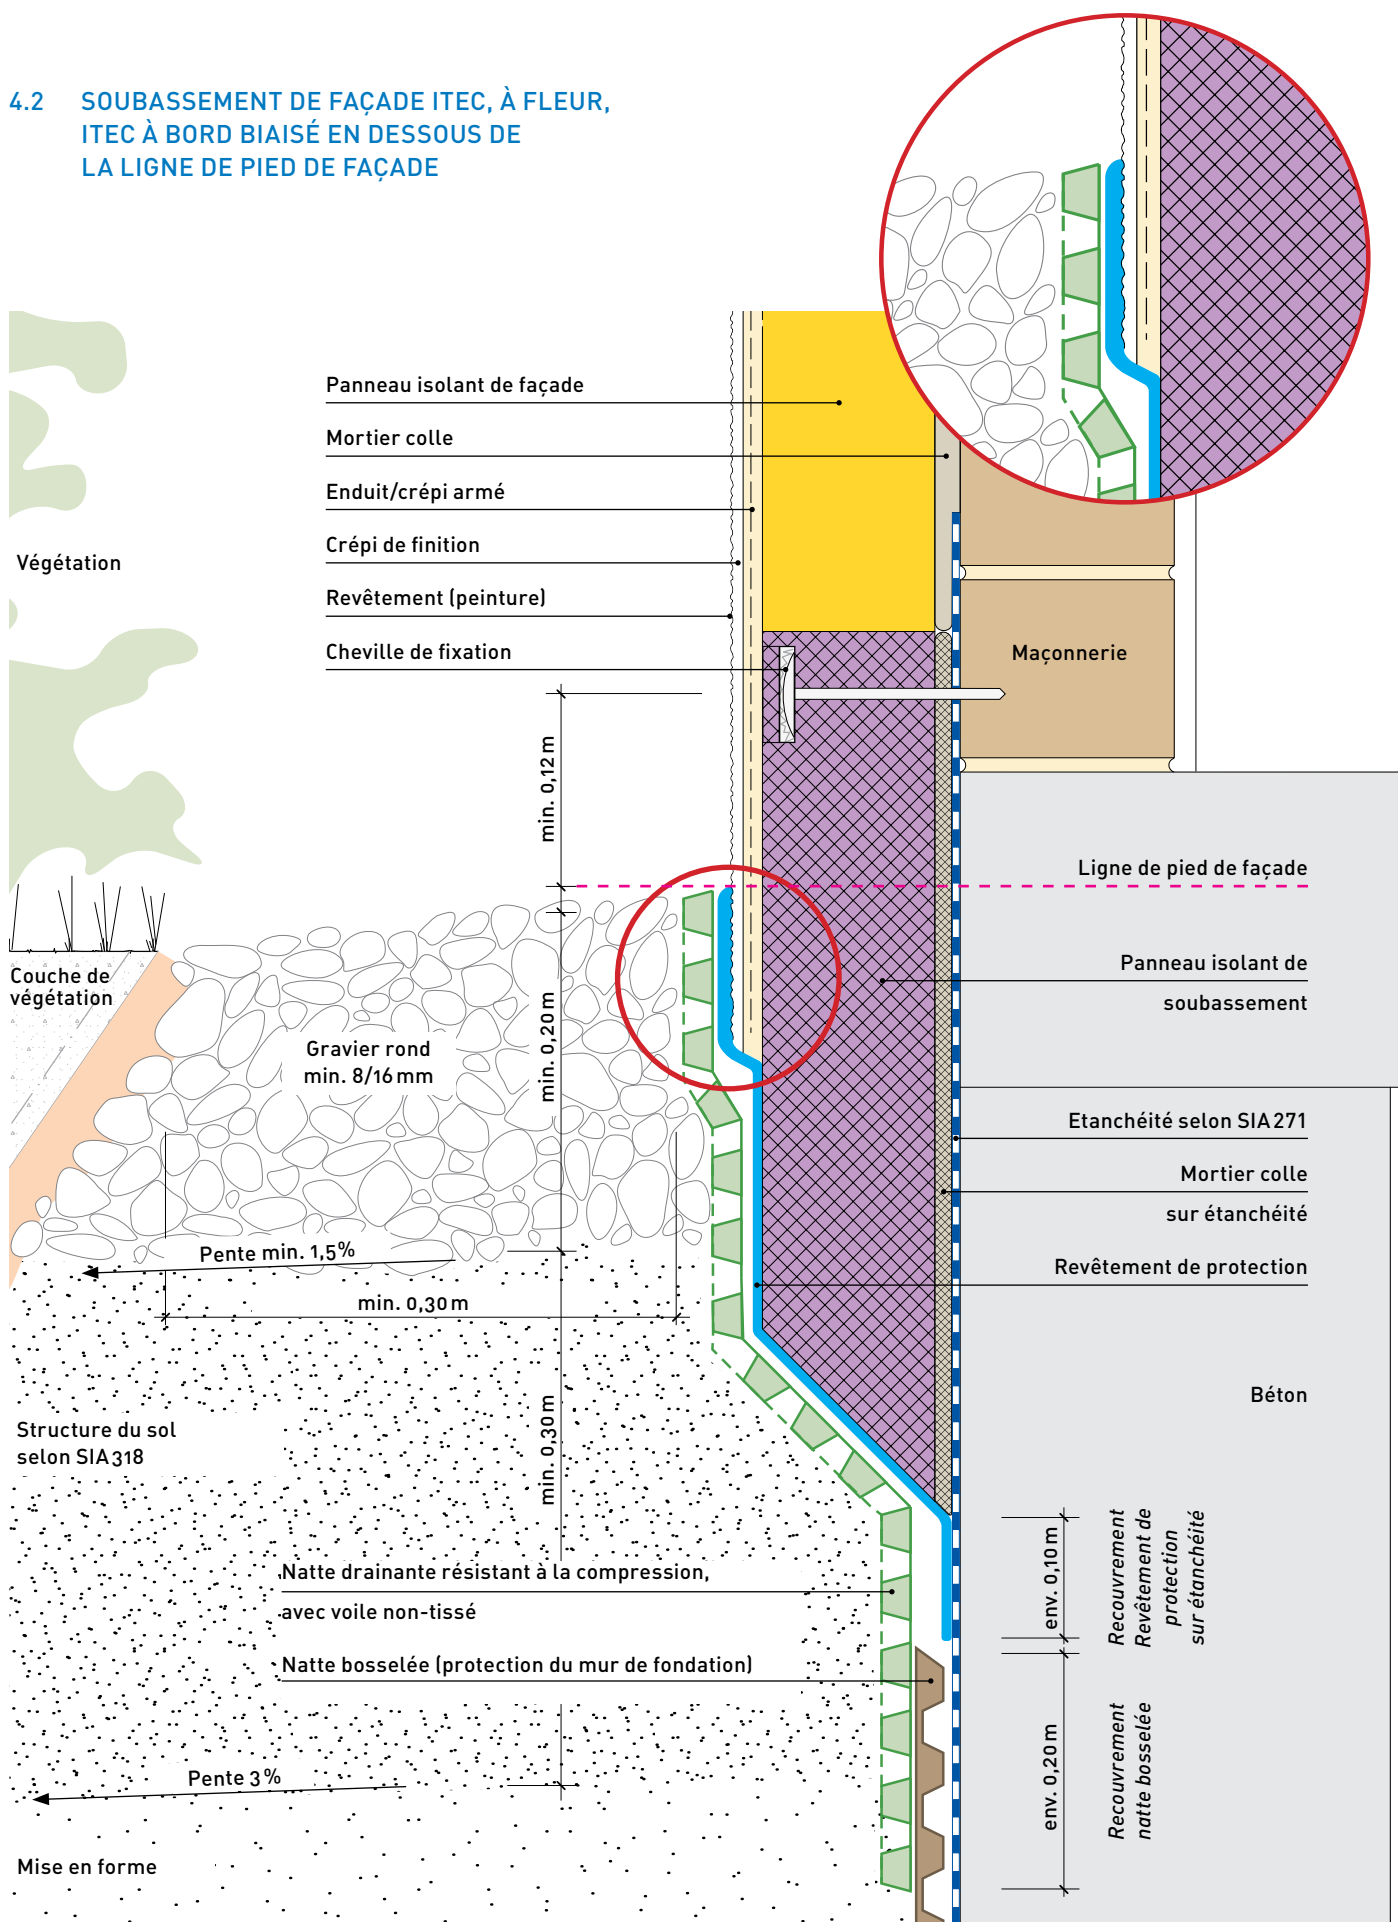 4.2 SOUBASSEMENT DE FAÇADE ITEC, À FLEUR,
ITEC À BORD BIAISÉ EN DESSOUS DE
LA LIGNE DE PIED DE FAÇADE
Panneau isolant de façade
Mortier colle
Enduit/crépi armé
Crépi de finition
Végétation
Revêtement (peinture)
Cheville de fixation
Maçonnerie
min. 0,12 m
Ligne de pied de façade
Panneau isolant de
soubassement
Couche de
végétation
Gravier rond
min. 8/16 mm
min. 0,20 m
Etanchéité selon SIA 271
Mortier colle
sur étanchéité
Revêtement de protection
Pente min. 1,5%
min. 0,30 m
Béton
Structure du sol
selon SIA 318
min. 0,30 m
env. 0,10 m
Recouvrement
Revêtement de
protection
sur étanchéité
Natte drainante résistant à la compression,
avec voile non-tissé
Natte bosselée (protection du mur de fondation)
env. 0,20 m
Recouvrement
natte bosselée
Pente 3 %
Mise en forme